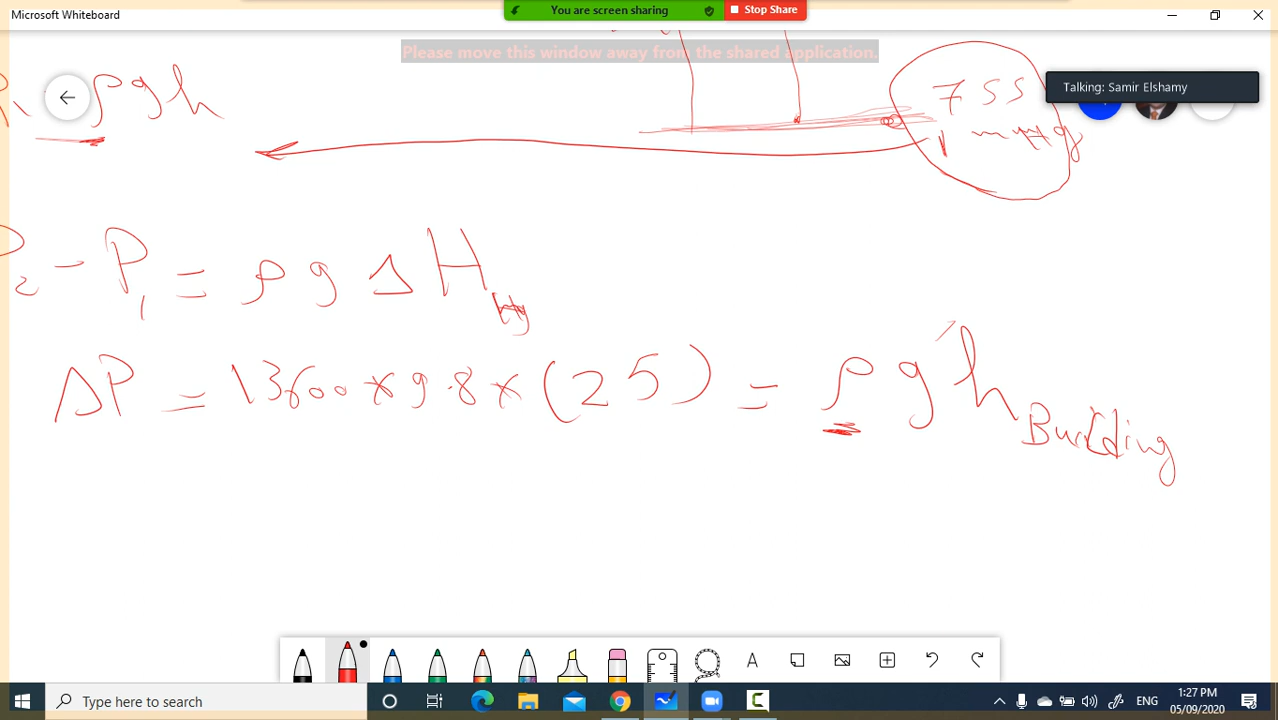 Microsoft Whiteboard
You are screen sharing Stop Share
Please move this window away from the shared application.
Talking: Samir Elshamy
ρgh
755
mmHg
P₂ - P₁ = ρ g Δ H Hg
ΔP = 13600 * 9.8 * (25) = ρgh Building
A
Type here to search
ENG
1:27 PM
05/09/2020